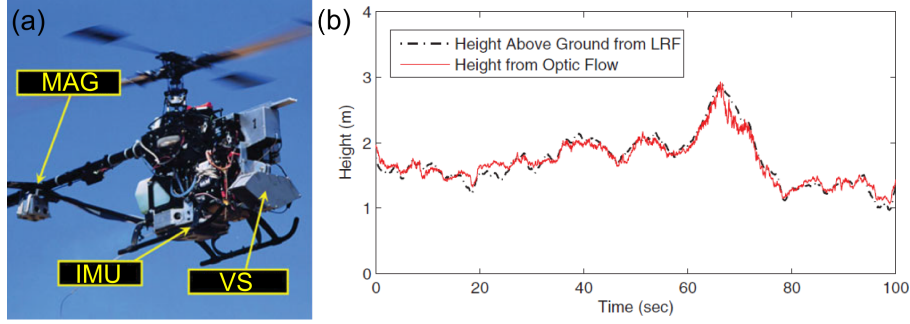 (a)
MAG
IMU
VS
(b)
Height Above Ground from LRF
Height from Optic Flow
Height (m)
4
3
2
1
0
0
20
40
60
80
100
Time (sec)